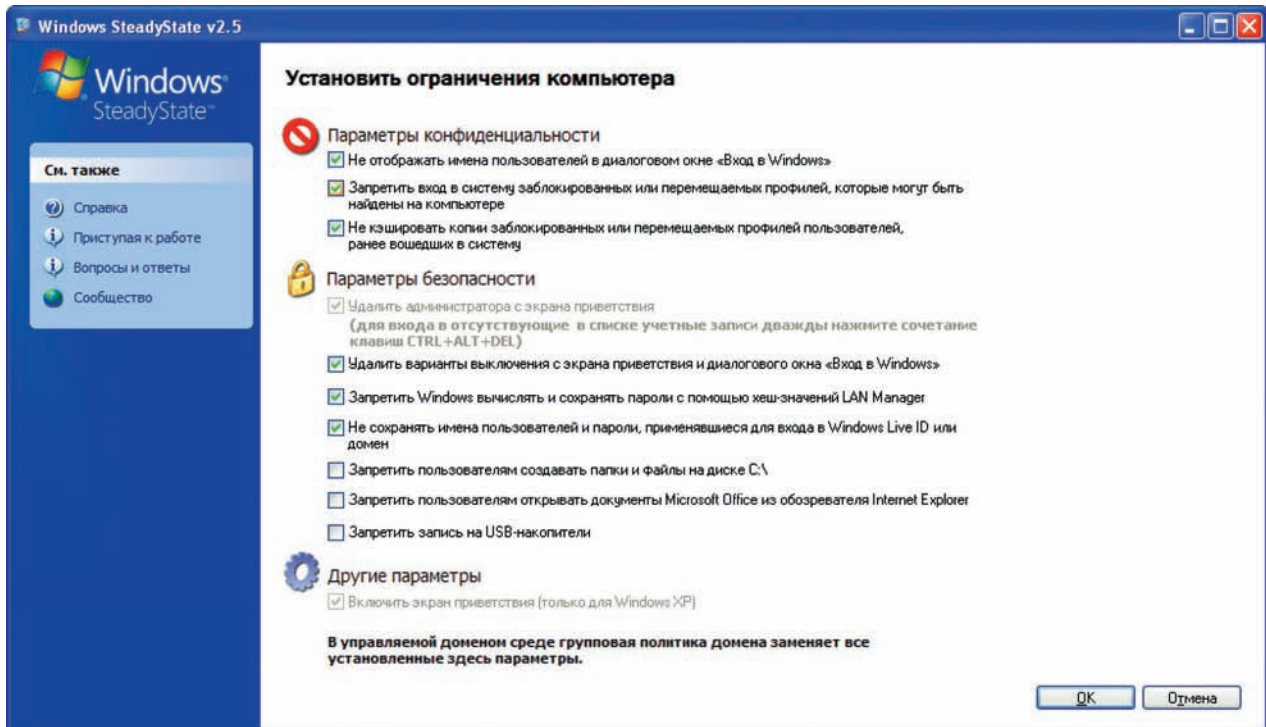 Windows SteadyState v2.5
Windows
SteadyState™
См. также
Справка
Приступая к работе
Вопросы и ответы
Сообщество
Установить ограничения компьютера
Параметры конфиденциальности
Не отображать имена пользователей в диалоговом окне «Вход в Windows»
Запретить вход в систему заблокированных или перемещаемых профилей, которые могут быть
найдены на компьютере
Не кэшировать копии заблокированных или перемещаемых профилей пользователей,
ранее вошедших в систему
Параметры безопасности
Удалить администратора с экрана приветствия
(для входа в отсутствующие в списке учетные записи дважды нажмите сочетание
клавиш CTRL+ALT+DEL)
Удалить варианты выключения с экрана приветствия и диалогового окна «Вход в Windows»
Запретить Windows вычислять и сохранять пароли с помощью хеш-значений LAN Manager
Не сохранять имена пользователей и пароли, применявшиеся для входа в Windows Live ID или
домен
Запретить пользователям создавать папки и файлы на диске C:\
Запретить пользователям открывать документы Microsoft Office из обозревателя Internet Explorer
Запретить запись на USB-накопители
Другие параметры
Включить экран приветствия (только для Windows XP)
В управляемой доменом среде групповая политика домена заменяет все
установленные здесь параметры.
OK
Отмена